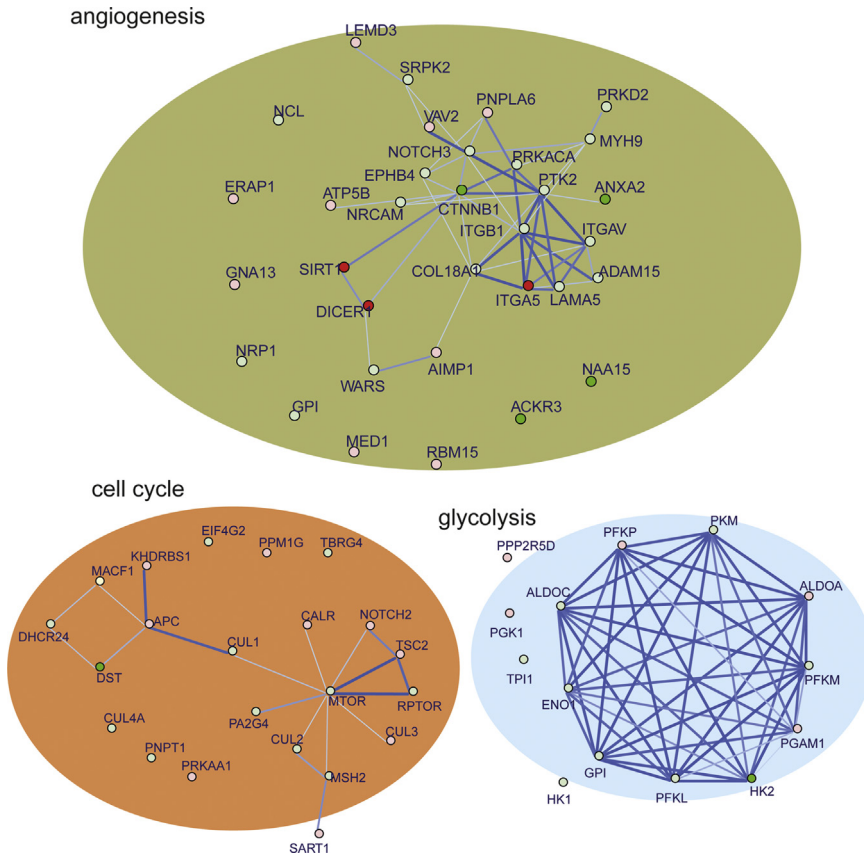 angiogenesis
LEMD3
SRPK2
PNPLA6
PRKD2
NCL
VAV2
MYH9
NOTCH3
PRKACA
EPHB4
PTK2
ERAP1
ATP5B
ANXA2
NRCAM
CTNNB1
ITGB1
ITGAV
SIRT1
COL18A1
GNA13
ADAM15
ITGA5
LAMA5
DICER1
NRP1
WARS
AIMP1
NAA15
GPI
ACKR3
MED1
RBM15
cell cycle
EIF4G2
PPM1G
TBRG4
KHDRBS1
MACF1
CALR
NOTCH2
APC
DHCR24
CUL1
TSC2
DST
MTOR
RPTOR
PA2G4
CUL4A
CUL2
CUL3
PNPT1
PRKAA1
MSH2
SART1
glycolysis
PKM
PFKP
PPP2R5D
ALDOC
ALDOA
PGK1
TPI1
PFKM
ENO1
PGAM1
GPI
HK1
PFKL
HK2